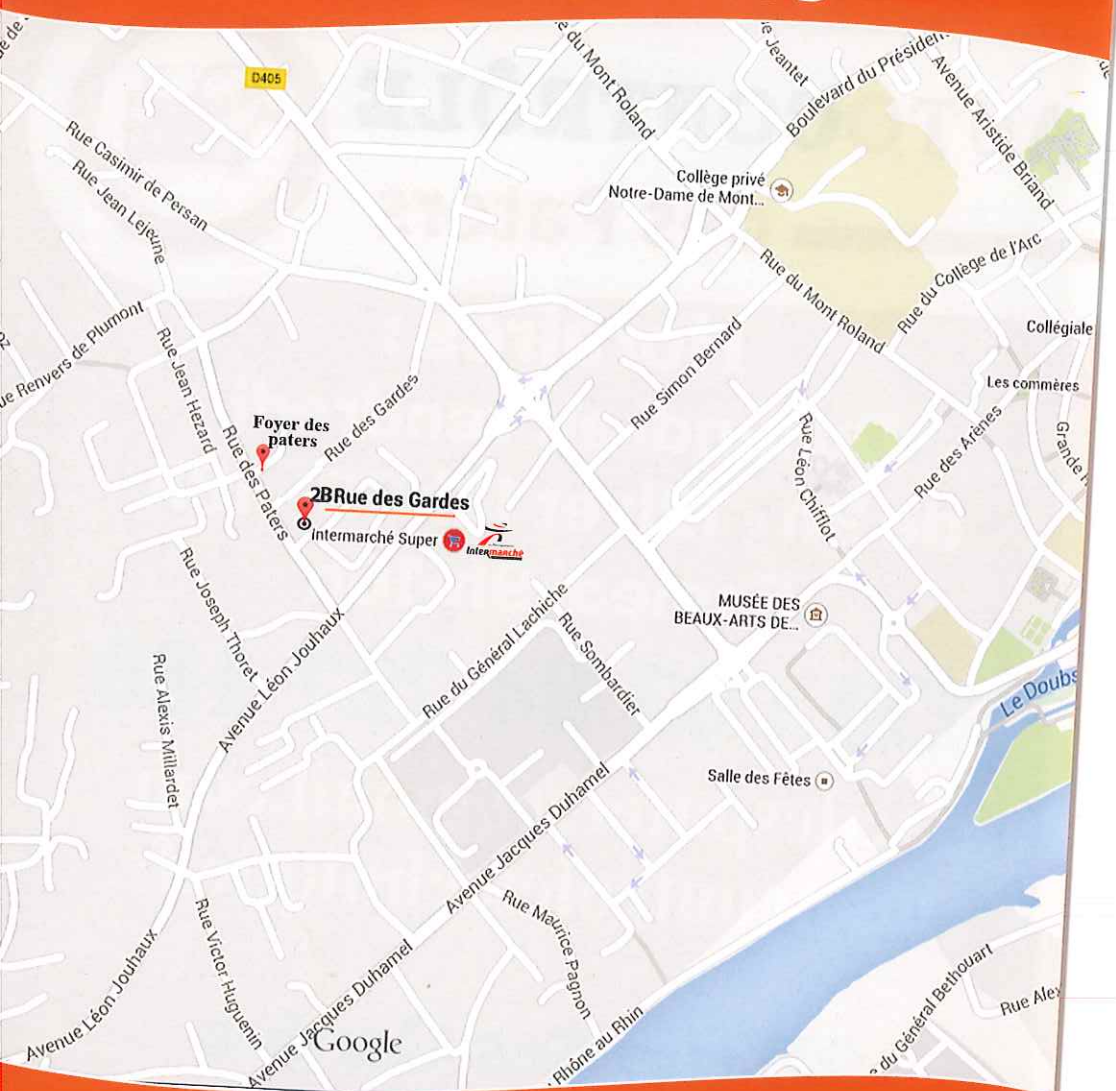 D405
du Mont Roland
Jeantet
Boulevard du Président
Avenue Aristide Briand
Rue Casimir de Persan
Rue Jean Lejeune
Collège privé
Notre-Dame de Mont...
Rue du Mont Roland
Rue du Collège de l'Arc
Renvers de Plumont
Rue Jean Hezard
Rue Simon Bernard
Collégiale
Les commères
Rue des Gardes
Foyer des
paters
Rue des Paters
Rue Léon Chifflot
Rue des Arènes
Grande
2B Rue des Gardes
Intermarché Super
Intermarché
Rue Joseph Thoret
MUSÉE DES
BEAUX-ARTS DE...
Rue du Général Lachiche
Rue Sombardier
Avenue Léon Jouhaux
Rue Alexis Millardet
Le Doubs
Salle des Fêtes
Avenue Jacques Duhamel
Rue Maurice Pagnon
Rue Victor Huguenin
Avenue Léon Jouhaux
Avenue Jacques Duhamel
Google
Rhône au Rhin
du Général Bethouart
Rue Alex